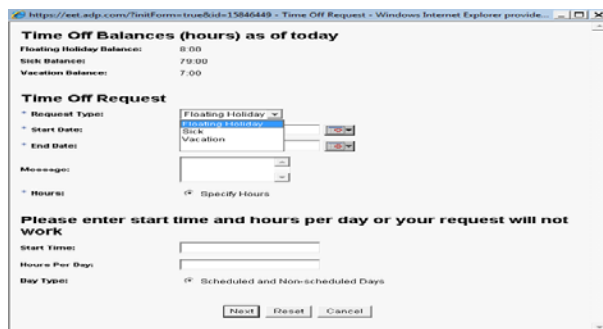 https://eet.adp.com/?initForm=true&id=15846449 - Time Off Request - Windows Internet Explorer provide...
Time Off Balances (hours) as of today
Floating Holiday Balance: 8:00
Sick Balance: 79:00
Vacation Balance: 7:00
Time Off Request
* Request Type: Floating Holiday
Floating Holiday
* Start Date: Sick
Vacation
* End Date:
Message:
* Hours: Specify Hours
Please enter start time and hours per day or your request will not
work
Start Time:
Hours Per Day:
Day Type: Scheduled and Non-scheduled Days
Next Reset Cancel